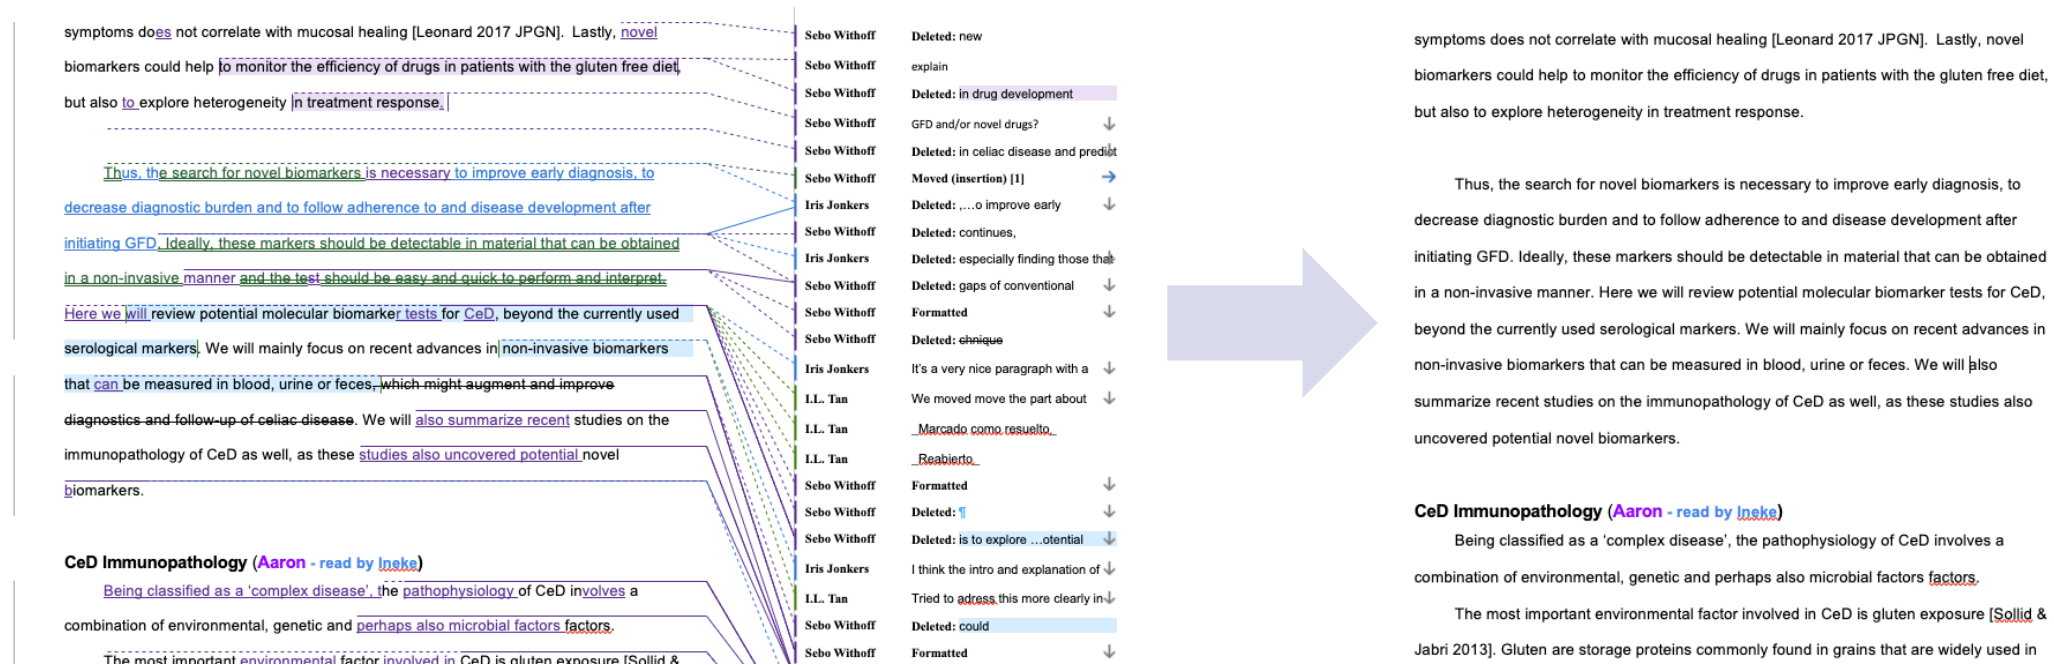 symptoms does not correlate with mucosal healing [Leonard 2017 JPGN].  Lastly, novel
biomarkers could help to monitor the efficiency of drugs in patients with the gluten free diet,
but also to explore heterogeneity in treatment response.
Thus, the search for novel biomarkers is necessary to improve early diagnosis, to
decrease diagnostic burden and to follow adherence to and disease development after
initiating GFD. Ideally, these markers should be detectable in material that can be obtained
in a non-invasive manner and the test should be easy and quick to perform and interpret.
Here we will review potential molecular biomarker tests for CeD, beyond the currently used
serological markers. We will mainly focus on recent advances in non-invasive biomarkers
that can be measured in blood, urine or feces, which might augment and improve
diagnostics and follow-up of celiac disease. We will also summarize recent studies on the
immunopathology of CeD as well, as these studies also uncovered potential novel
biomarkers.
CeD Immunopathology (Aaron - read by Ineke)
Being classified as a ‘complex disease’, the pathophysiology of CeD involves a
combination of environmental, genetic and perhaps also microbial factors factors.
The most important environmental factor involved in CeD is gluten exposure [Sollid &
Sebo Withoff Deleted: new
Sebo Withoff explain
Sebo Withoff Deleted: in drug development
Sebo Withoff GFD and/or novel drugs?
Sebo Withoff Deleted: in celiac disease and predict
Sebo Withoff Moved (insertion) [1]
Iris Jonkers Deleted: ,…o improve early
Sebo Withoff Deleted: continues,
Iris Jonkers Deleted: especially finding those that
Sebo Withoff Deleted: gaps of conventional
Sebo Withoff Formatted
Sebo Withoff Deleted: chnique
Iris Jonkers It’s a very nice paragraph with a
I.L. Tan We moved move the part about
I.L. Tan _Marcado como resuelto_
I.L. Tan _Reabierto_
Sebo Withoff Formatted
Sebo Withoff Deleted: ¶
Sebo Withoff Deleted: is to explore …otential
Iris Jonkers I think the intro and explanation of
I.L. Tan Tried to adress this more clearly in
Sebo Withoff Deleted: could
Sebo Withoff Formatted
symptoms does not correlate with mucosal healing [Leonard 2017 JPGN].  Lastly, novel
biomarkers could help to monitor the efficiency of drugs in patients with the gluten free diet,
but also to explore heterogeneity in treatment response.
Thus, the search for novel biomarkers is necessary to improve early diagnosis, to
decrease diagnostic burden and to follow adherence to and disease development after
initiating GFD. Ideally, these markers should be detectable in material that can be obtained
in a non-invasive manner. Here we will review potential molecular biomarker tests for CeD,
beyond the currently used serological markers. We will mainly focus on recent advances in
non-invasive biomarkers that can be measured in blood, urine or feces. We will also
summarize recent studies on the immunopathology of CeD as well, as these studies also
uncovered potential novel biomarkers.
CeD Immunopathology (Aaron - read by Ineke)
Being classified as a ‘complex disease’, the pathophysiology of CeD involves a
combination of environmental, genetic and perhaps also microbial factors factors.
The most important environmental factor involved in CeD is gluten exposure [Sollid &
Jabri 2013]. Gluten are storage proteins commonly found in grains that are widely used in